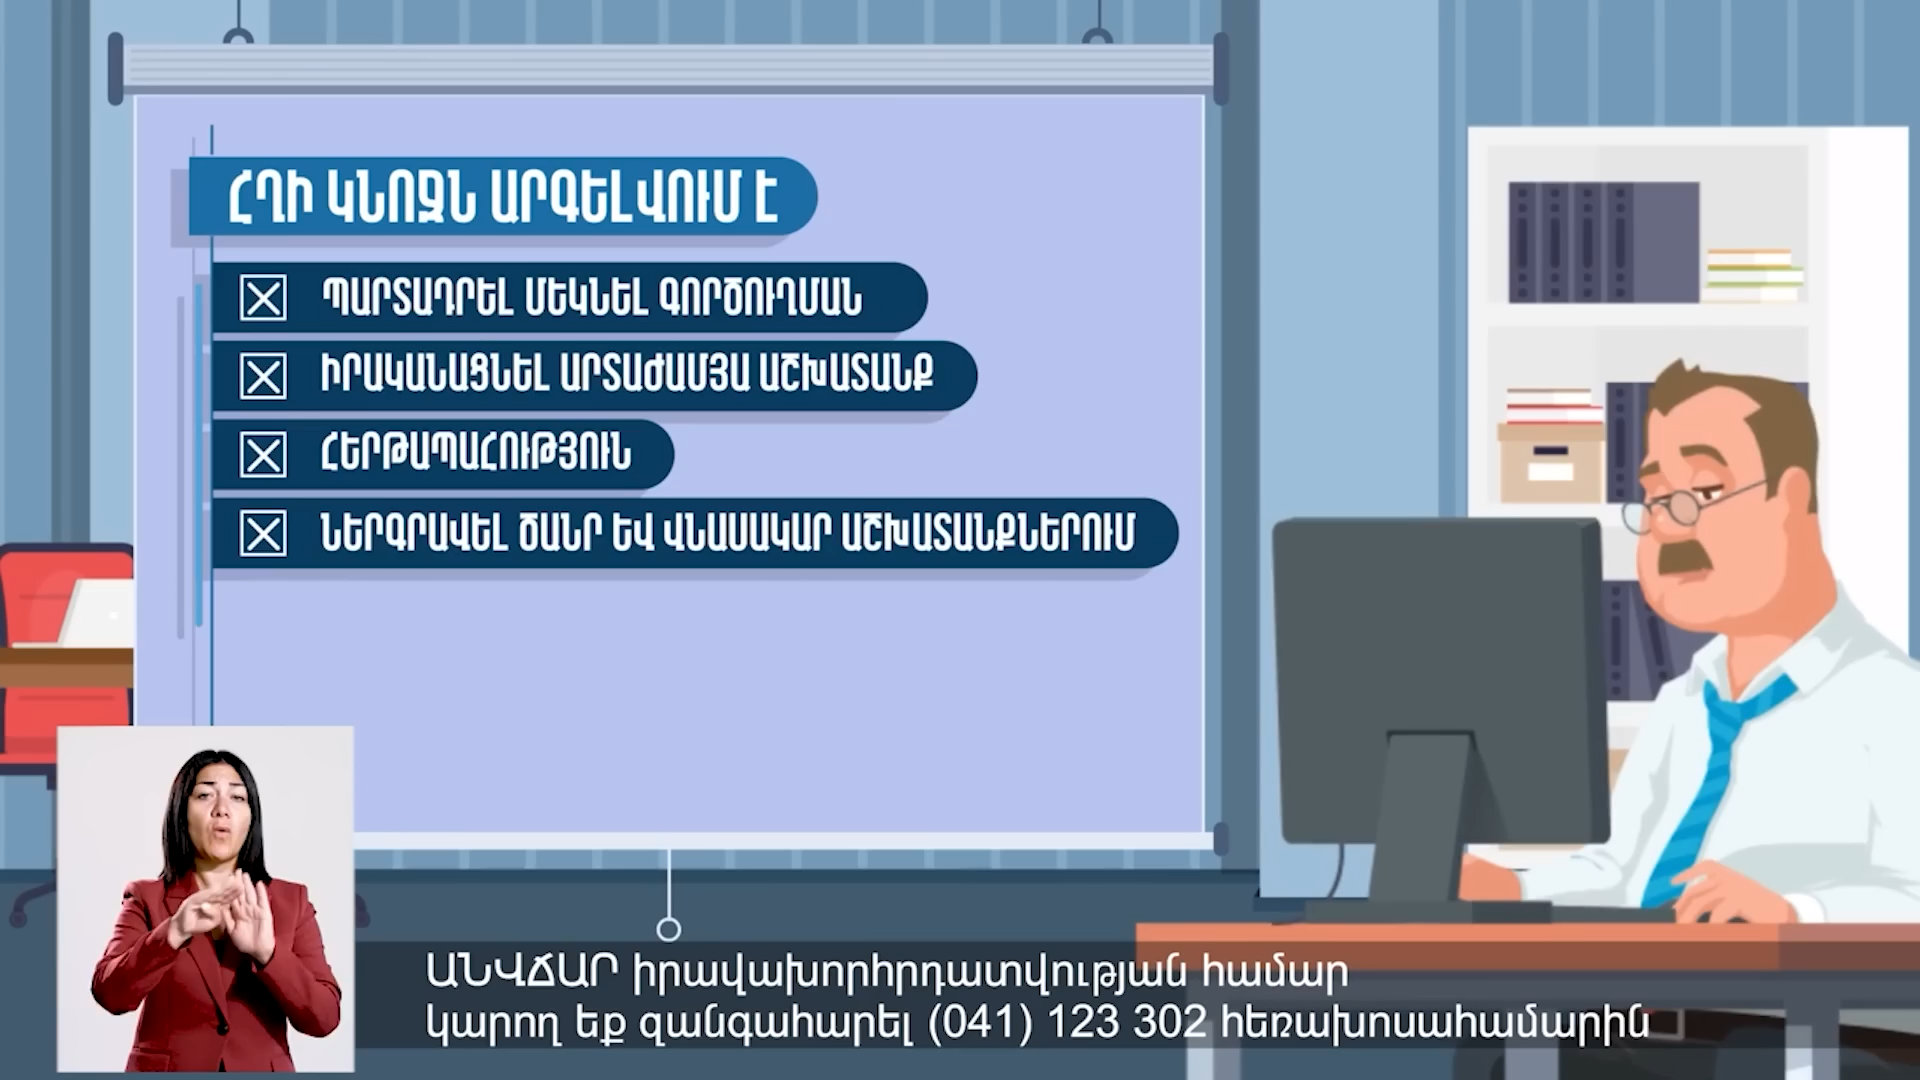 ՀՂԻ ԿՆՈՋՆ ԱՐԳԵԼՎՈՒՄ Է
ՊԱՐՏԱԴՐԵԼ ՄԵԿՆԵԼ ԳՈՐԾՈՒՂՄԱՆ
ԻՐԱԿԱՆԱՑՆԵԼ ԱՐՏԱԺԱՄՅԱ ԱՇԽԱՏԱՆՔ
ՀԵՐԹԱՊԱՀՈՒԹՅՈՒՆ
ՆԵՐԳՐԱՎԵԼ ԾԱՆՐ ԵՎ ՎՆԱՍԱԿԱՐ ԱՇԽԱՏԱՆՔՆԵՐՈՒՄ
ԱՆՎՃԱՐ իրավախորհրդատվության համար
կարող եք զանգահարել (041) 123 302 հեռախոսահամարին